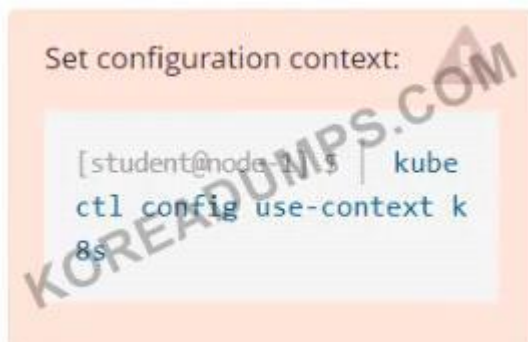 Set configuration context:
[student@node-1] $ | kube
ctl config use-context k
8s
KOREADUMPS.COM